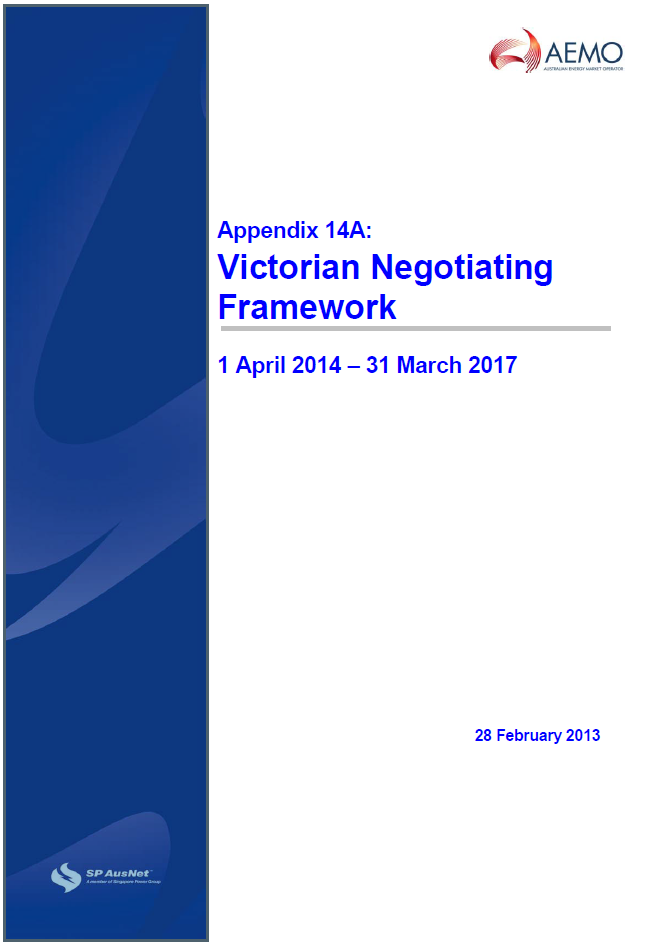 AEMO
AUSTRALIAN ENERGY MARKET OPERATOR
Appendix 14A:
Victorian Negotiating
Framework
1 April 2014 – 31 March 2017
28 February 2013
SP AusNet™
A member of Singapore Power Group